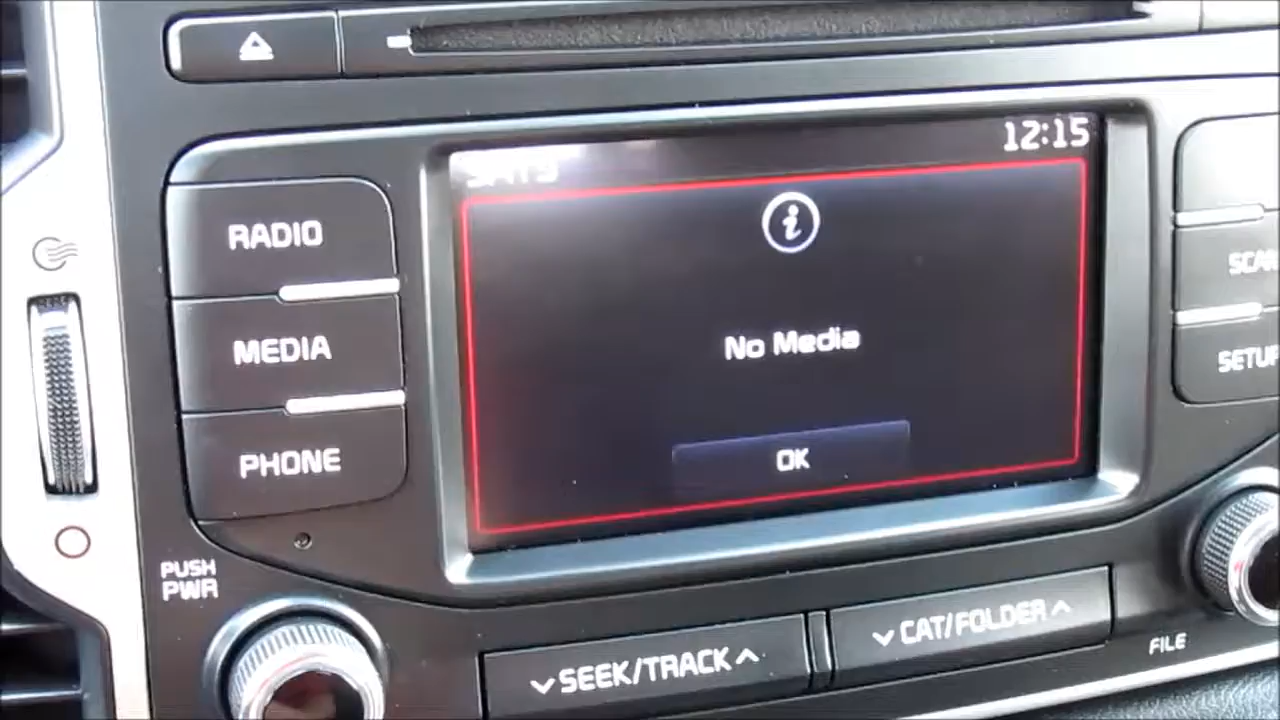 12:15
RADIO
MEDIA
PHONE
No Media
OK
PUSH
PWR
SEEK/TRACK
CAT/FOLDER
FILE